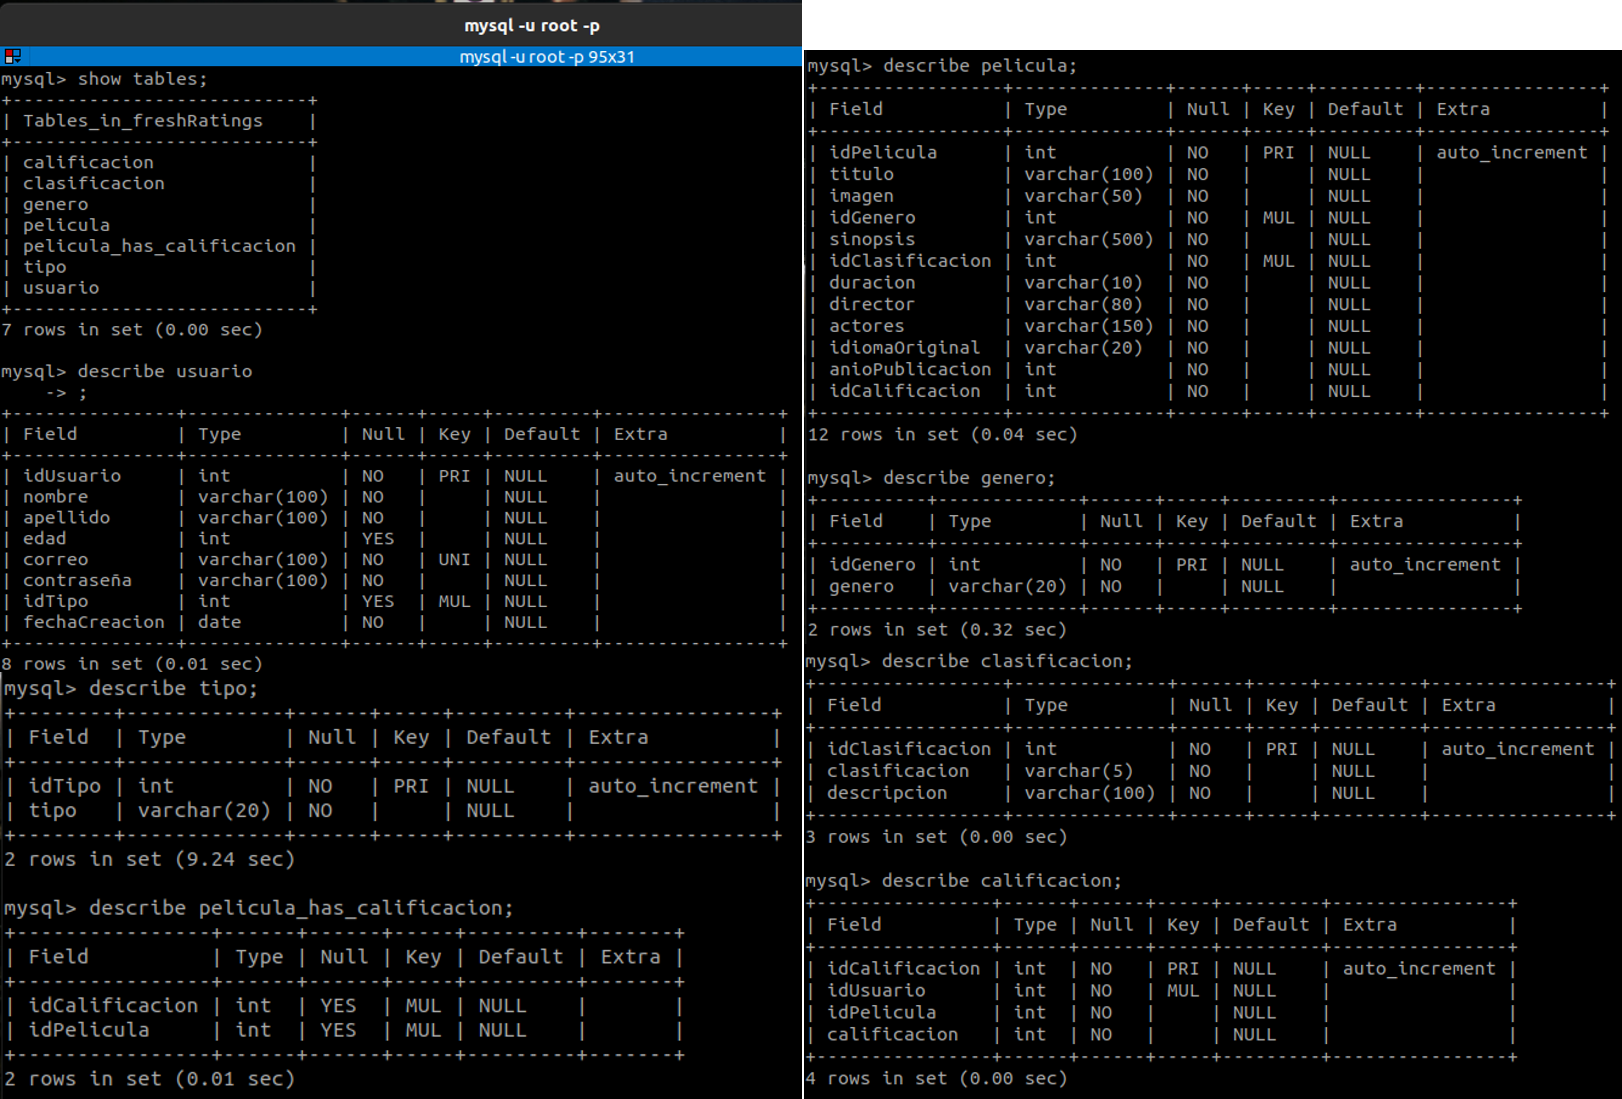 mysql -u root -p
mysql -u root -p 95x31
mysql> show tables;
+----------------------------+
| Tables_in_freshRatings     |
+----------------------------+
| calificacion               |
| clasificacion              |
| genero                     |
| pelicula                   |
| pelicula_has_calificacion  |
| tipo                       |
| usuario                    |
+----------------------------+
7 rows in set (0.00 sec)
mysql> describe usuario
    -> ;
+---------------+--------------+------+-----+---------+----------------+
| Field         | Type         | Null | Key | Default | Extra          |
+---------------+--------------+------+-----+---------+----------------+
| idUsuario     | int          | NO   | PRI | NULL    | auto_increment |
| nombre        | varchar(100) | NO   |     | NULL    |                |
| apellido      | varchar(100) | NO   |     | NULL    |                |
| edad          | int          | YES  |     | NULL    |                |
| correo        | varchar(100) | NO   | UNI | NULL    |                |
| contraseña    | varchar(100) | NO   |     | NULL    |                |
| idTipo        | int          | YES  | MUL | NULL    |                |
| fechaCreacion | date         | NO   |     | NULL    |                |
+---------------+--------------+------+-----+---------+----------------+
8 rows in set (0.01 sec)
mysql> describe tipo;
+--------+-------------+------+-----+---------+----------------+
| Field  | Type        | Null | Key | Default | Extra          |
+--------+-------------+------+-----+---------+----------------+
| idTipo | int         | NO   | PRI | NULL    | auto_increment |
| tipo   | varchar(20) | NO   |     | NULL    |                |
+--------+-------------+------+-----+---------+----------------+
2 rows in set (9.24 sec)
mysql> describe pelicula_has_calificacion;
+----------------+------+------+-----+---------+-------+
| Field          | Type | Null | Key | Default | Extra |
+----------------+------+------+-----+---------+-------+
| idCalificacion | int  | YES  | MUL | NULL    |       |
| idPelicula     | int  | YES  | MUL | NULL    |       |
+----------------+------+------+-----+---------+-------+
2 rows in set (0.01 sec)
mysql> describe pelicula;
+-----------------+--------------+------+-----+---------+----------------+
| Field           | Type         | Null | Key | Default | Extra          |
+-----------------+--------------+------+-----+---------+----------------+
| idPelicula      | int          | NO   | PRI | NULL    | auto_increment |
| titulo          | varchar(100) | NO   |     | NULL    |                |
| imagen          | varchar(50)  | NO   |     | NULL    |                |
| idGenero        | int          | NO   | MUL | NULL    |                |
| sinopsis        | varchar(500) | NO   |     | NULL    |                |
| idClasificacion | int          | NO   | MUL | NULL    |                |
| duracion        | varchar(10)  | NO   |     | NULL    |                |
| director        | varchar(80)  | NO   |     | NULL    |                |
| actores         | varchar(150) | NO   |     | NULL    |                |
| idiomaOriginal  | varchar(20)  | NO   |     | NULL    |                |
| anioPublicacion | int          | NO   |     | NULL    |                |
| idCalificacion  | int          | NO   |     | NULL    |                |
+-----------------+--------------+------+-----+---------+----------------+
12 rows in set (0.04 sec)
mysql> describe genero;
+----------+-------------+------+-----+---------+----------------+
| Field    | Type        | Null | Key | Default | Extra          |
+----------+-------------+------+-----+---------+----------------+
| idGenero | int         | NO   | PRI | NULL    | auto_increment |
| genero   | varchar(20) | NO   |     | NULL    |                |
+----------+-------------+------+-----+---------+----------------+
2 rows in set (0.32 sec)
mysql> describe clasificacion;
+-----------------+--------------+------+-----+---------+----------------+
| Field           | Type         | Null | Key | Default | Extra          |
+-----------------+--------------+------+-----+---------+----------------+
| idClasificacion | int          | NO   | PRI | NULL    | auto_increment |
| clasificacion   | varchar(5)   | NO   |     | NULL    |                |
| descripcion     | varchar(100) | NO   |     | NULL    |                |
+-----------------+--------------+------+-----+---------+----------------+
3 rows in set (0.00 sec)
mysql> describe calificacion;
+----------------+------+------+-----+---------+----------------+
| Field          | Type | Null | Key | Default | Extra          |
+----------------+------+------+-----+---------+----------------+
| idCalificacion | int  | NO   | PRI | NULL    | auto_increment |
| idUsuario      | int  | NO   | MUL | NULL    |                |
| idPelicula     | int  | NO   |     | NULL    |                |
| calificacion   | int  | NO   |     | NULL    |                |
+----------------+------+------+-----+---------+----------------+
4 rows in set (0.00 sec)